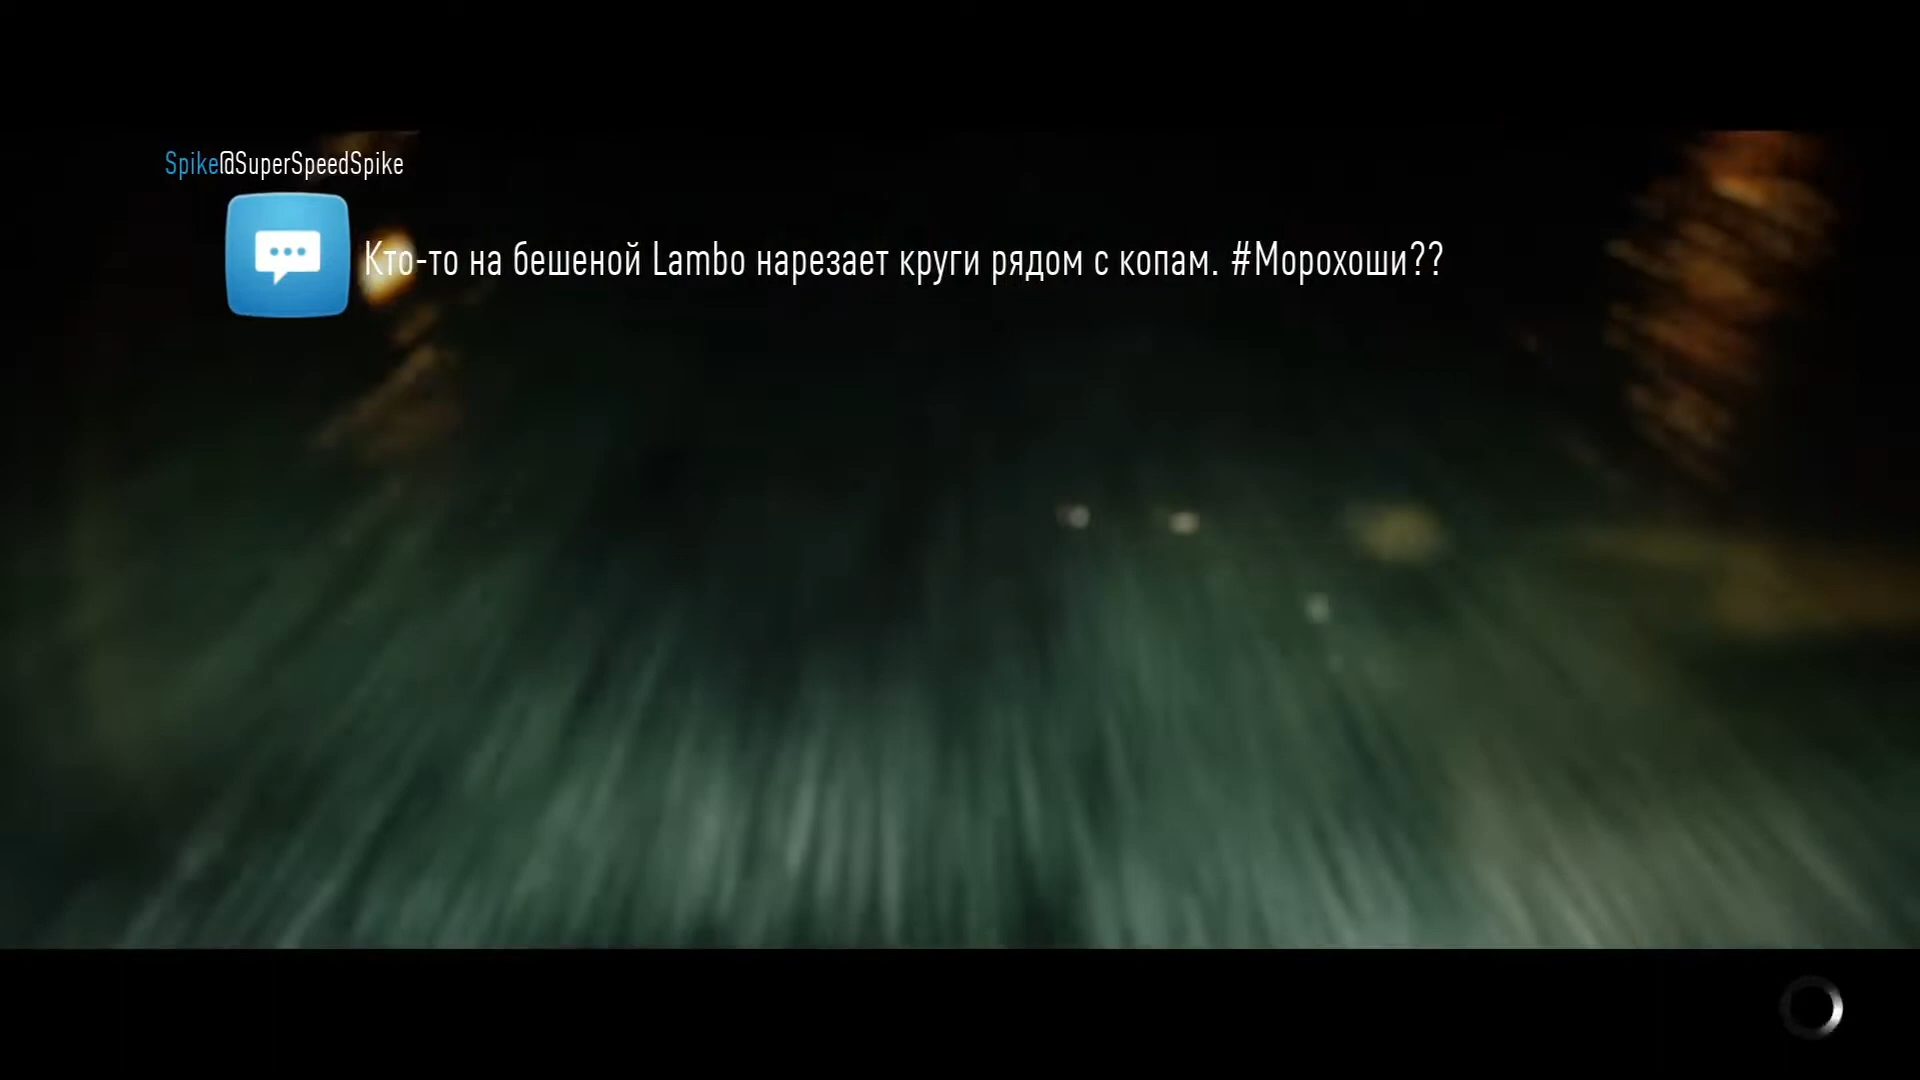 Spike@SuperSpeedSpike
Кто-то на бешеной Lambo нарезает круги рядом с копам. #Морохоши??